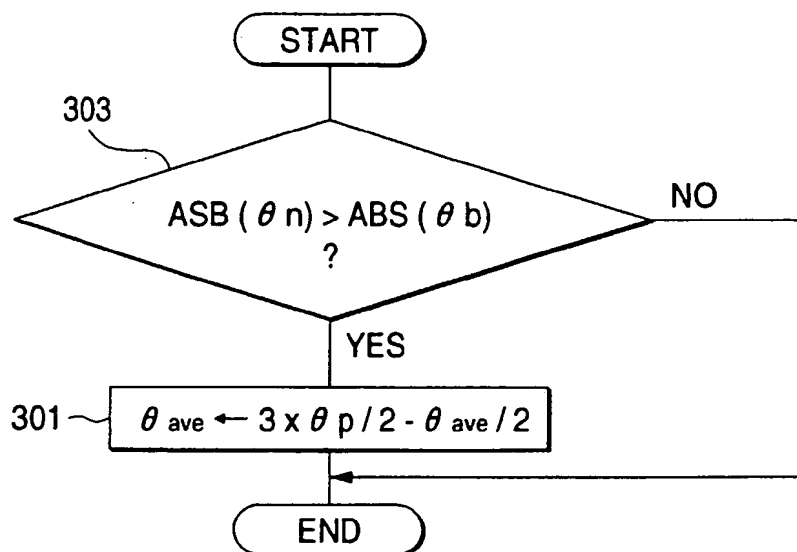 START
303
ASB ( θ n) > ABS ( θ b)
?
NO
YES
301
θ ave ← 3 x θ p / 2 - θ ave / 2
END